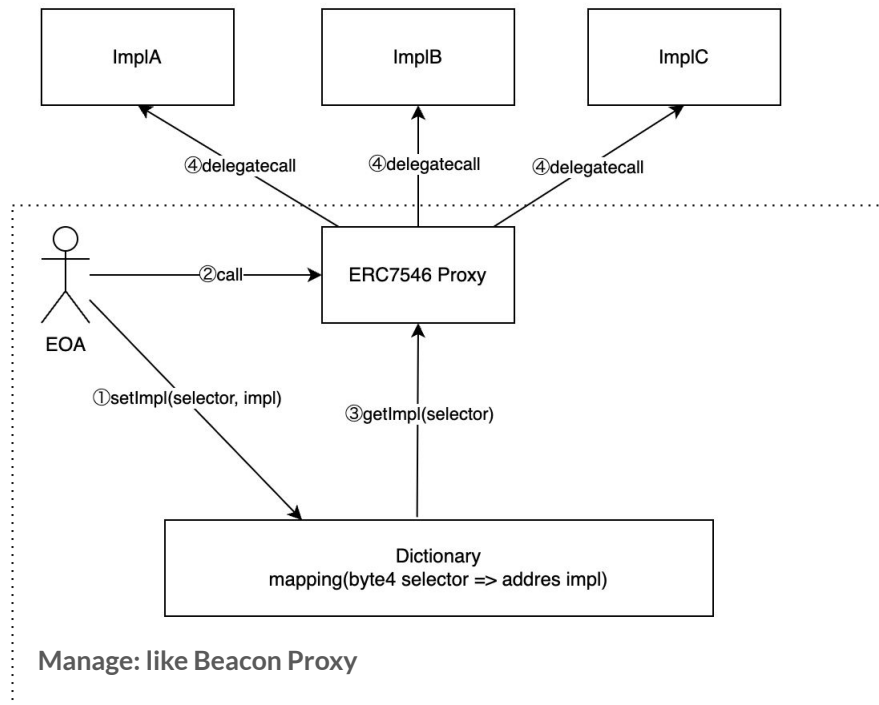 ImplA
ImplB
ImplC
④delegatecall
④delegatecall
④delegatecall
②call
ERC7546 Proxy
EOA
①setImpl(selector, impl)
③getImpl(selector)
Dictionary
mapping(byte4 selector => addres impl)
Manage: like Beacon Proxy